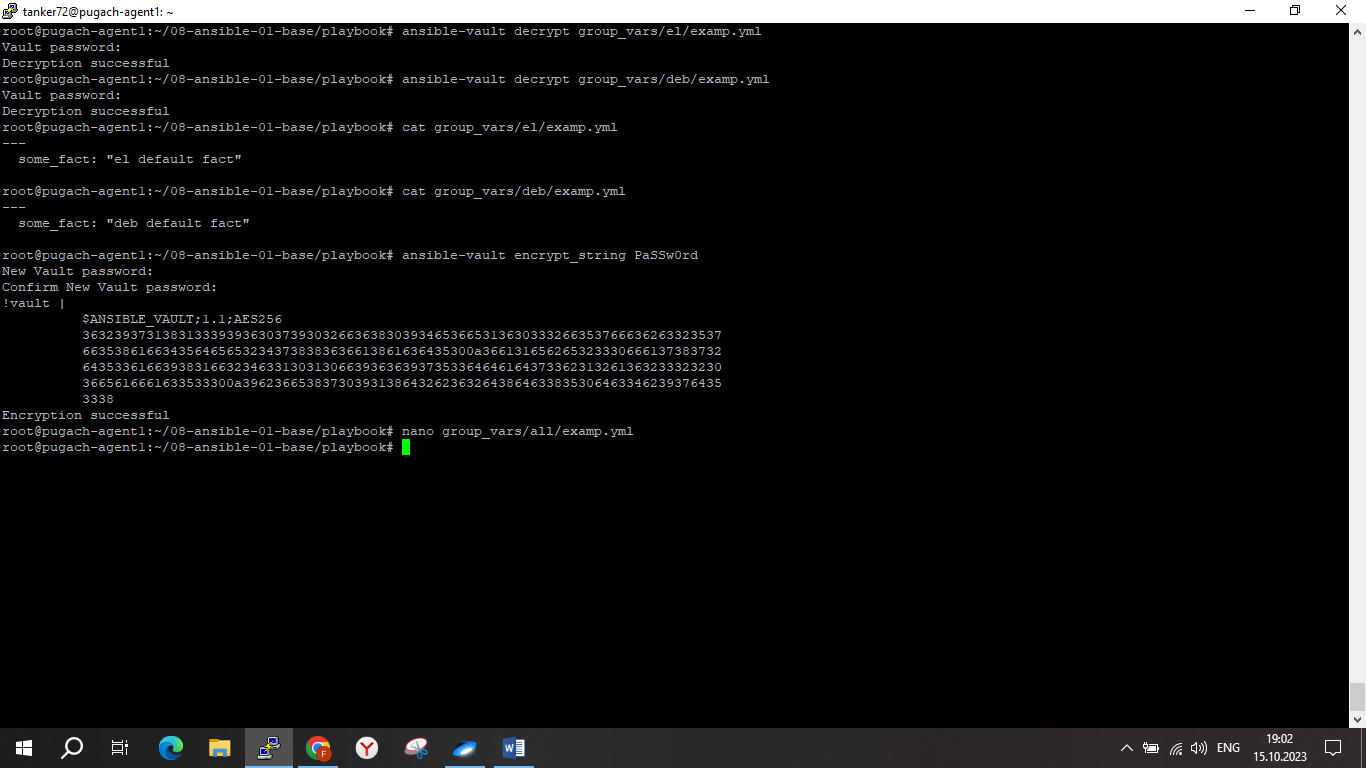 tanker72@pugach-agent1: ~
root@pugach-agent1:~/08-ansible-01-base/playbook# ansible-vault decrypt group_vars/el/examp.yml
Vault password:
Decryption successful
root@pugach-agent1:~/08-ansible-01-base/playbook# ansible-vault decrypt group_vars/deb/examp.yml
Vault password:
Decryption successful
root@pugach-agent1:~/08-ansible-01-base/playbook# cat group_vars/el/examp.yml
---
  some_fact: "el default fact"
root@pugach-agent1:~/08-ansible-01-base/playbook# cat group_vars/deb/examp.yml
---
  some_fact: "deb default fact"
root@pugach-agent1:~/08-ansible-01-base/playbook# ansible-vault encrypt_string PaSSw0rd
New Vault password:
Confirm New Vault password:
!vault |
          $ANSIBLE_VAULT;1.1;AES256
          3338
Encryption successful
root@pugach-agent1:~/08-ansible-01-base/playbook# nano group_vars/all/examp.yml
root@pugach-agent1:~/08-ansible-01-base/playbook#
ENG
19:02
15.10.2023